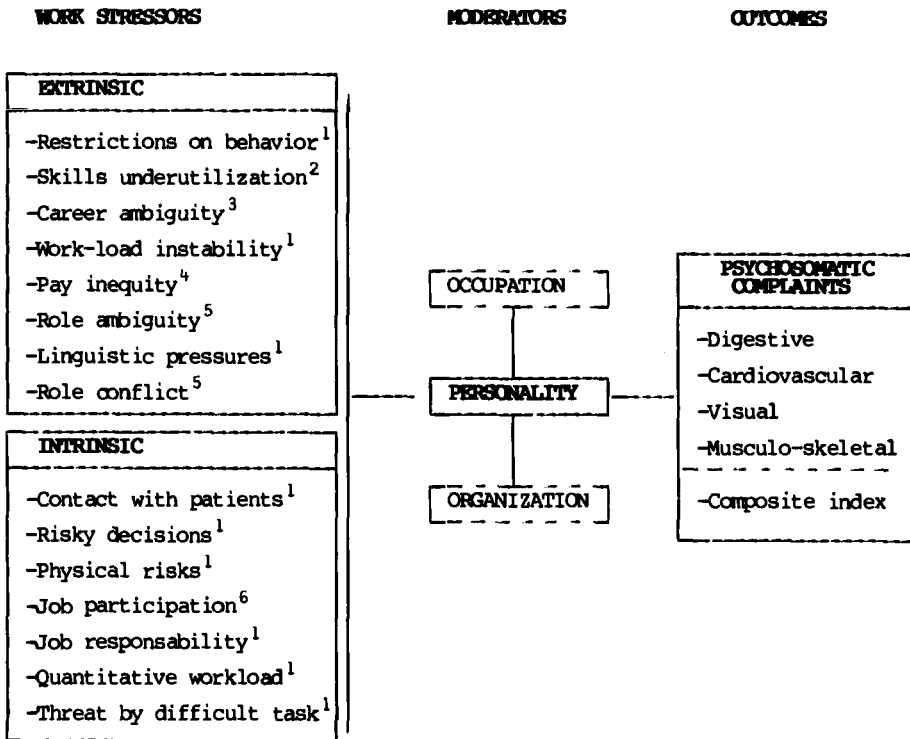 WORK STRESSORS
MODERATORS
OUTCOMES
EXTRINSIC
-Restrictions on behavior¹
-Skills underutilization²
-Career ambiguity³
-Work-load instability¹
-Pay inequity⁴
-Role ambiguity⁵
-Linguistic pressures¹
-Role conflict⁵
INTRINSIC
-Contact with patients¹
-Risky decisions¹
-Physical risks¹
-Job participation⁶
-Job responsability¹
-Quantitative workload¹
-Threat by difficult task¹
OCCUPATION
PERSONALITY
ORGANIZATION
PSYCHOSOMATIC
COMPLAINTS
-Digestive
-Cardiovascular
-Visual
-Musculo-skeletal
-Composite index